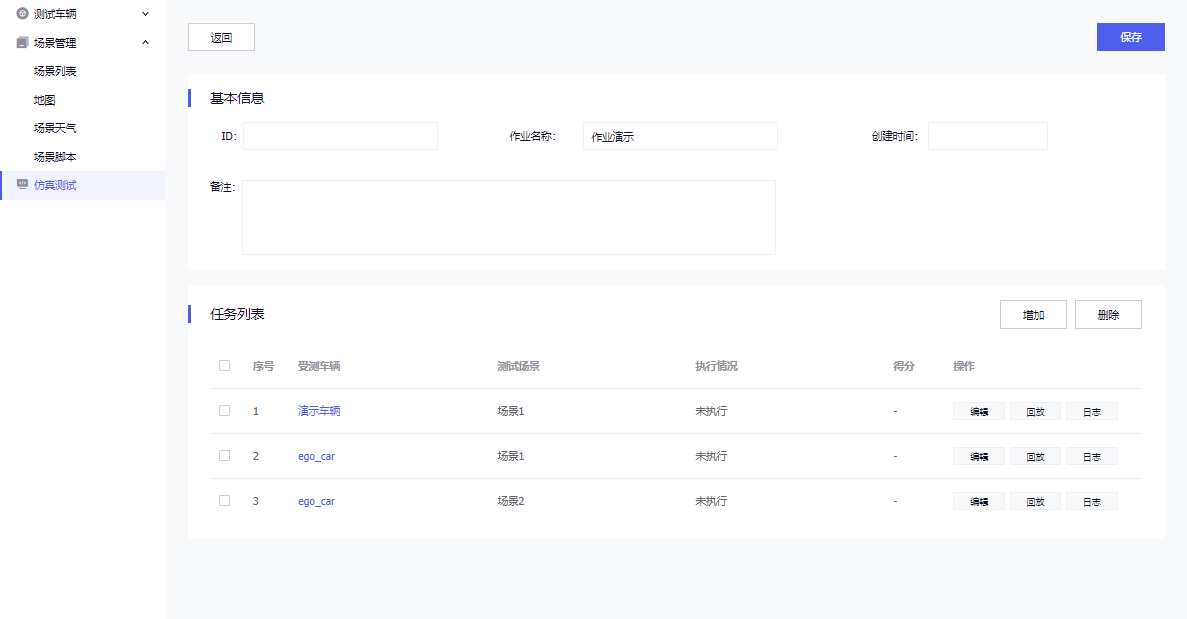 测试车辆
场景管理
场景列表
地图
场景天气
场景脚本
仿真测试
返回
保存
基本信息
ID:
作业名称: 作业演示
创建时间:
备注:
任务列表
增加 删除
序号 受测车辆 测试场景 执行情况 得分 操作
1 演示车辆 场景1 未执行 - 编辑 回放 日志
2 ego_car 场景1 未执行 - 编辑 回放 日志
3 ego_car 场景2 未执行 - 编辑 回放 日志